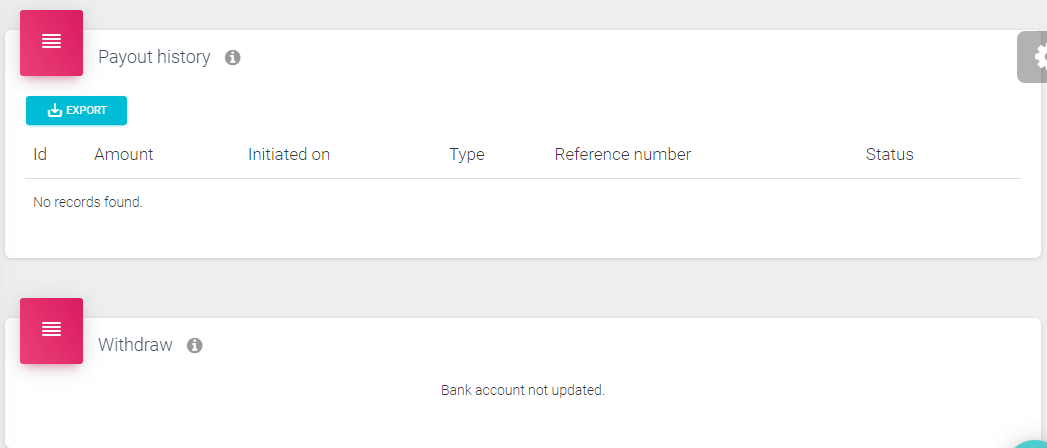 Payout history
EXPORT
Id Amount Initiated on Type Reference number Status
No records found.
Withdraw
Bank account not updated.